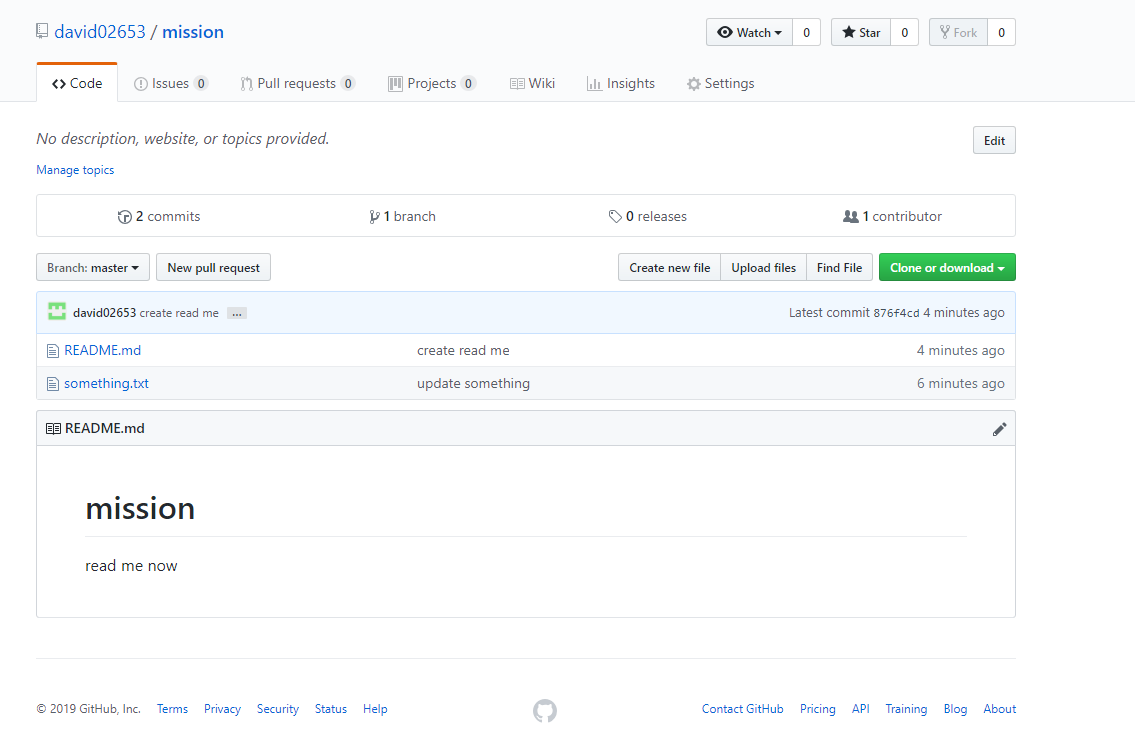 david02653 / mission
Watch 0 Star 0 Fork 0
Code Issues 0 Pull requests 0 Projects 0 Wiki Insights Settings
No description, website, or topics provided. Edit
Manage topics
2 commits 1 branch 0 releases 1 contributor
Branch: master New pull request Create new file Upload files Find File Clone or download
david02653 create read me … Latest commit 876f4cd 4 minutes ago
README.md create read me 4 minutes ago
something.txt update something 6 minutes ago
README.md
mission
read me now
© 2019 GitHub, Inc. Terms Privacy Security Status Help Contact GitHub Pricing API Training Blog About